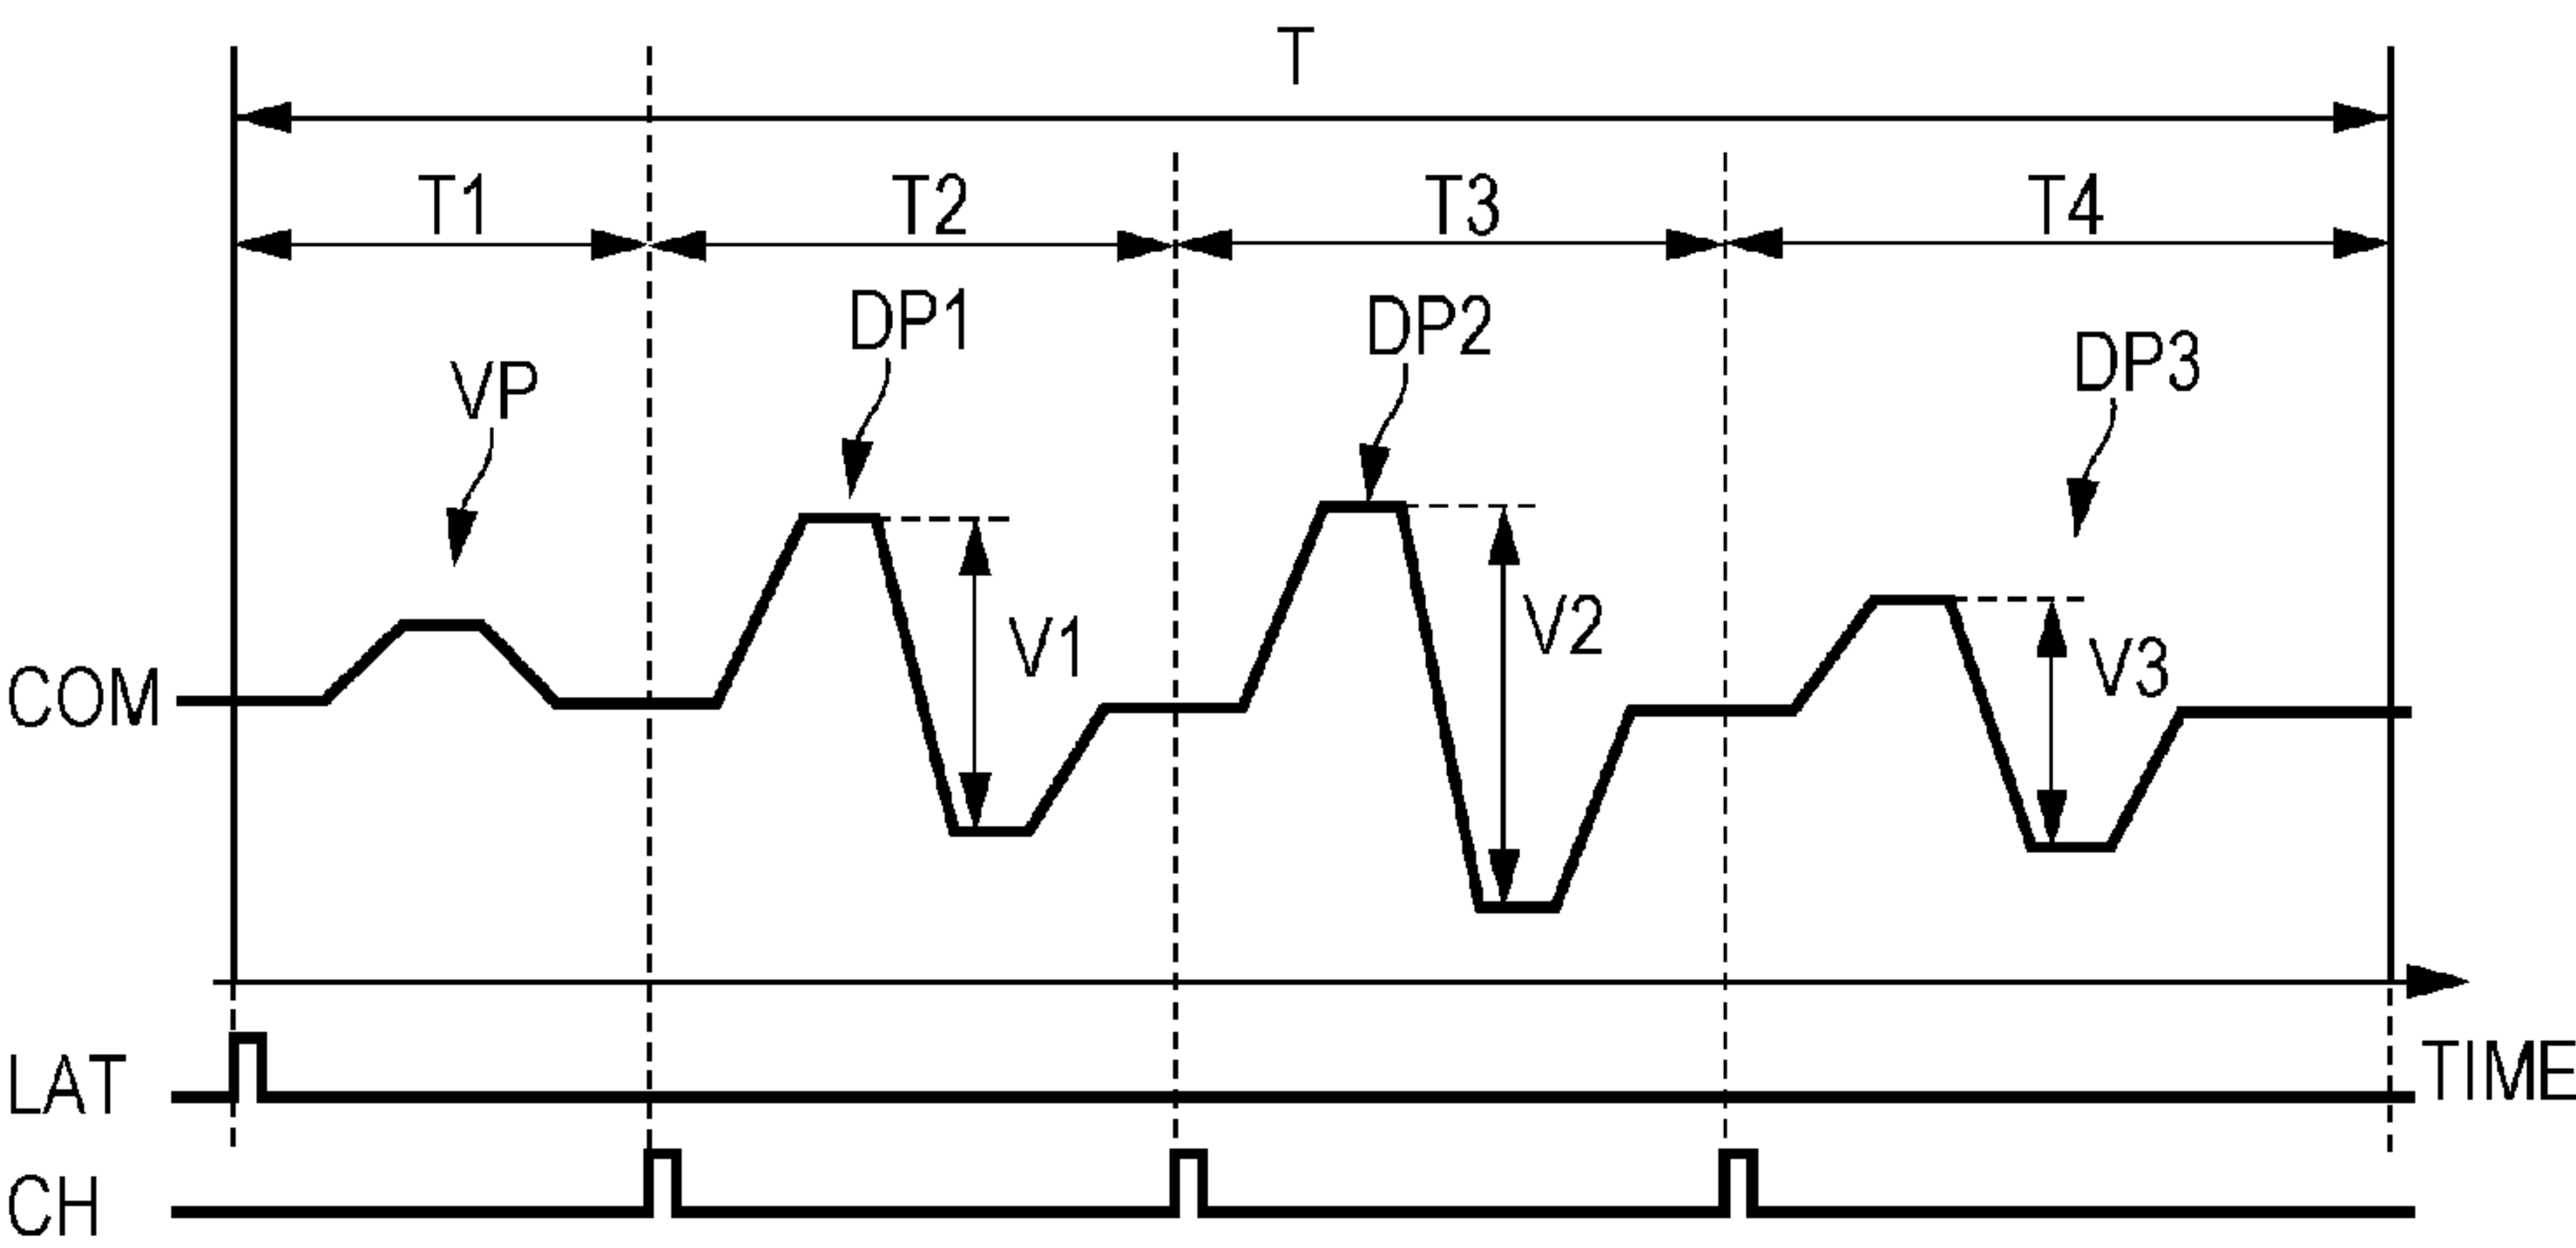 T
T1 T2 T3 T4
DP1
DP2
DP3
VP
V1
V2
V3
COM
LAT
TIME
CH